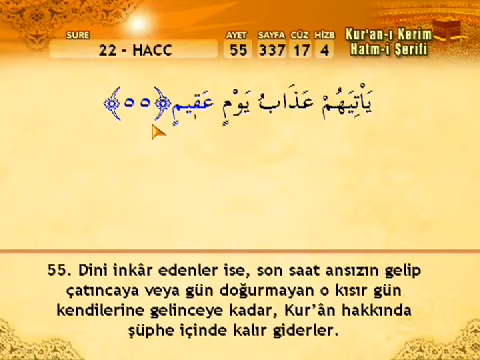 SURE AYET SAYFA CÜZ HİZB
22 - HACC 55 337 17 4
Kur'an-ı Kerim
Hatm-i Şerifi
يَأْتِيَهُمْ عَذَابُ يَوْمٍ عَقِيمٍ ﴿٥٥﴾
55. Dini inkâr edenler ise, son saat ansızın gelip
çatıncaya veya gün doğurmayan o kısır gün
kendilerine gelinceye kadar, Kur’ân hakkında
şüphe içinde kalır giderler.